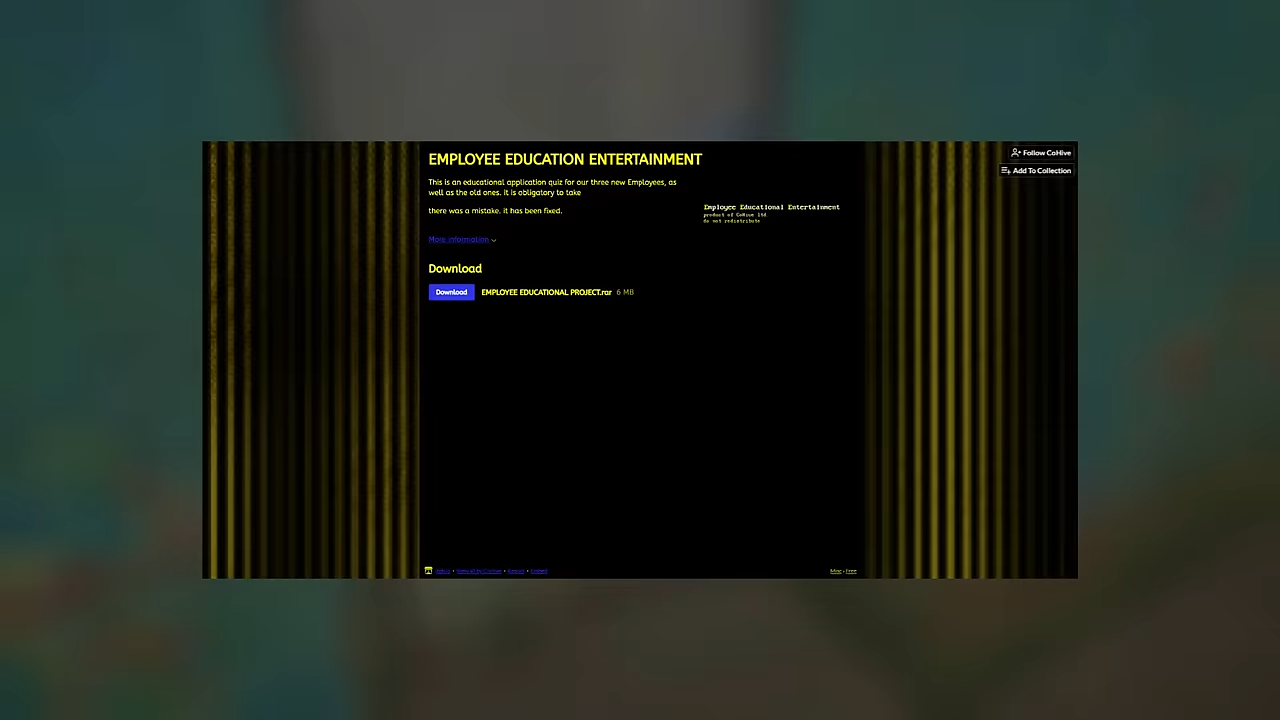 EMPLOYEE EDUCATION ENTERTAINMENT
Follow CoHive
Add To Collection
This is an educational application quiz for our three new Employees, as
well as the old ones. it is obligatory to take
there was a mistake. it has been fixed.
Employee Educational Entertainment
product of CoHive ltd
do not redistribute
More information
Download
Download EMPLOYEE EDUCATIONAL PROJECT.rar 6 MB